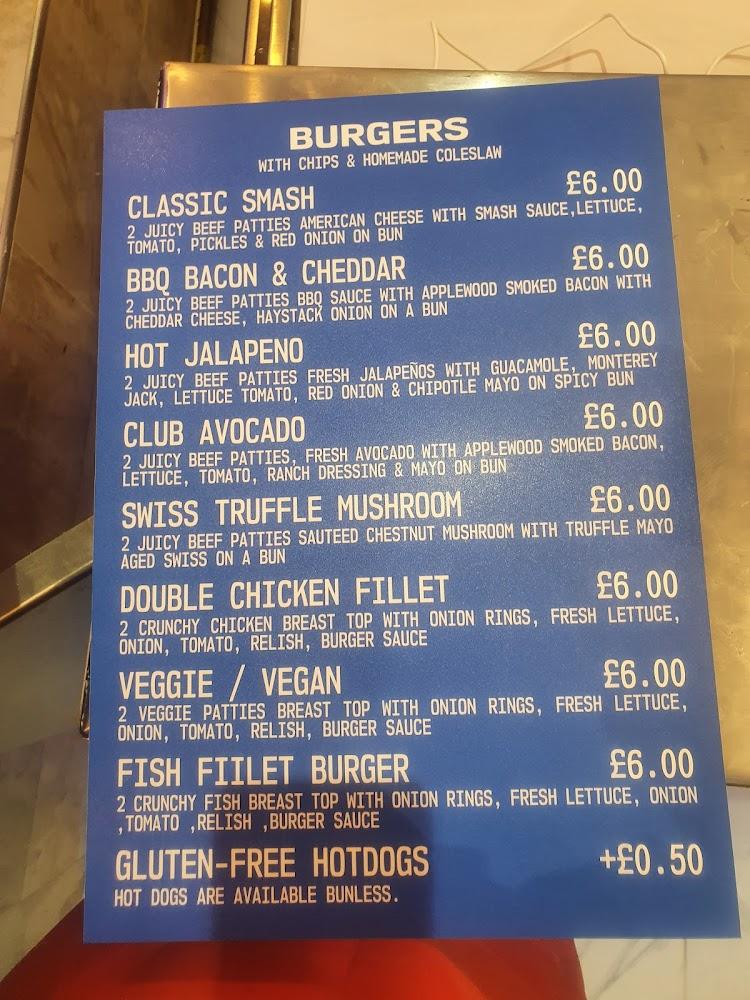 BURGERS
WITH CHIPS & HOMEMADE COLESLAW
CLASSIC SMASH £6.00
2 JUICY BEEF PATTIES AMERICAN CHEESE WITH SMASH SAUCE,LETTUCE,
TOMATO, PICKLES & RED ONION ON BUN
BBQ BACON & CHEDDAR £6.00
2 JUICY BEEF PATTIES BBQ SAUCE WITH APPLEWOOD SMOKED BACON WITH
CHEDDAR CHEESE, HAYSTACK ONION ON A BUN
HOT JALAPENO £6.00
2 JUICY BEEF PATTIES FRESH JALAPEÑOS WITH GUACAMOLE, MONTEREY
JACK, LETTUCE TOMATO, RED ONION & CHIPOTLE MAYO ON SPICY BUN
CLUB AVOCADO £6.00
2 JUICY BEEF PATTIES, FRESH AVOCADO WITH APPLEWOOD SMOKED BACON,
LETTUCE, TOMATO, RANCH DRESSING & MAYO ON BUN
SWISS TRUFFLE MUSHROOM £6.00
2 JUICY BEEF PATTIES SAUTEED CHESTNUT MUSHROOM WITH TRUFFLE MAYO
AGED SWISS ON A BUN
DOUBLE CHICKEN FILLET £6.00
2 CRUNCHY CHICKEN BREAST TOP WITH ONION RINGS, FRESH LETTUCE,
ONION, TOMATO, RELISH, BURGER SAUCE
VEGGIE / VEGAN £6.00
2 VEGGIE PATTIES BREAST TOP WITH ONION RINGS, FRESH LETTUCE,
ONION, TOMATO, RELISH, BURGER SAUCE
FISH FIILET BURGER £6.00
2 CRUNCHY FISH BREAST TOP WITH ONION RINGS, FRESH LETTUCE, ONION
,TOMATO ,RELISH ,BURGER SAUCE
GLUTEN-FREE HOTDOGS +£0.50
HOT DOGS ARE AVAILABLE BUNLESS.